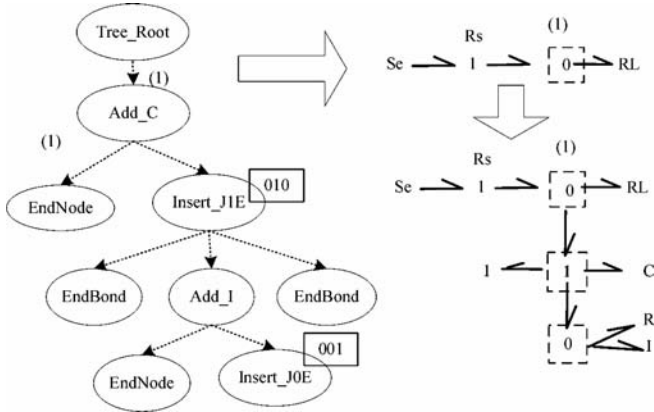 Tree_Root
(1)
Add_C
(1)
EndNode
Insert_J1E
010
EndBond
Add_I
EndBond
EndNode
Insert_J0E
001
(1)
Rs
Se
1
0
RL
(1)
Rs
Se
1
0
RL
I
1
C
0
R
I